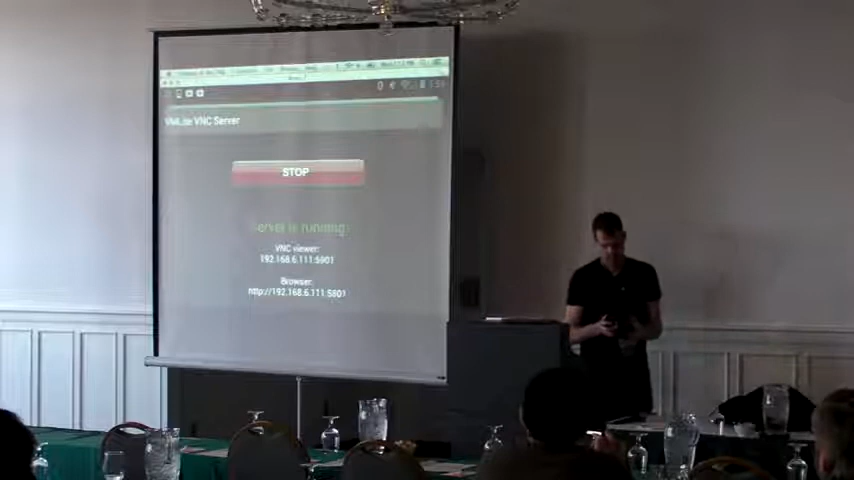 VMLite VNC Server
STOP
Server is running!
VNC viewer:
192.168.6.111:5901
Browser:
http://192.168.6.111:5801